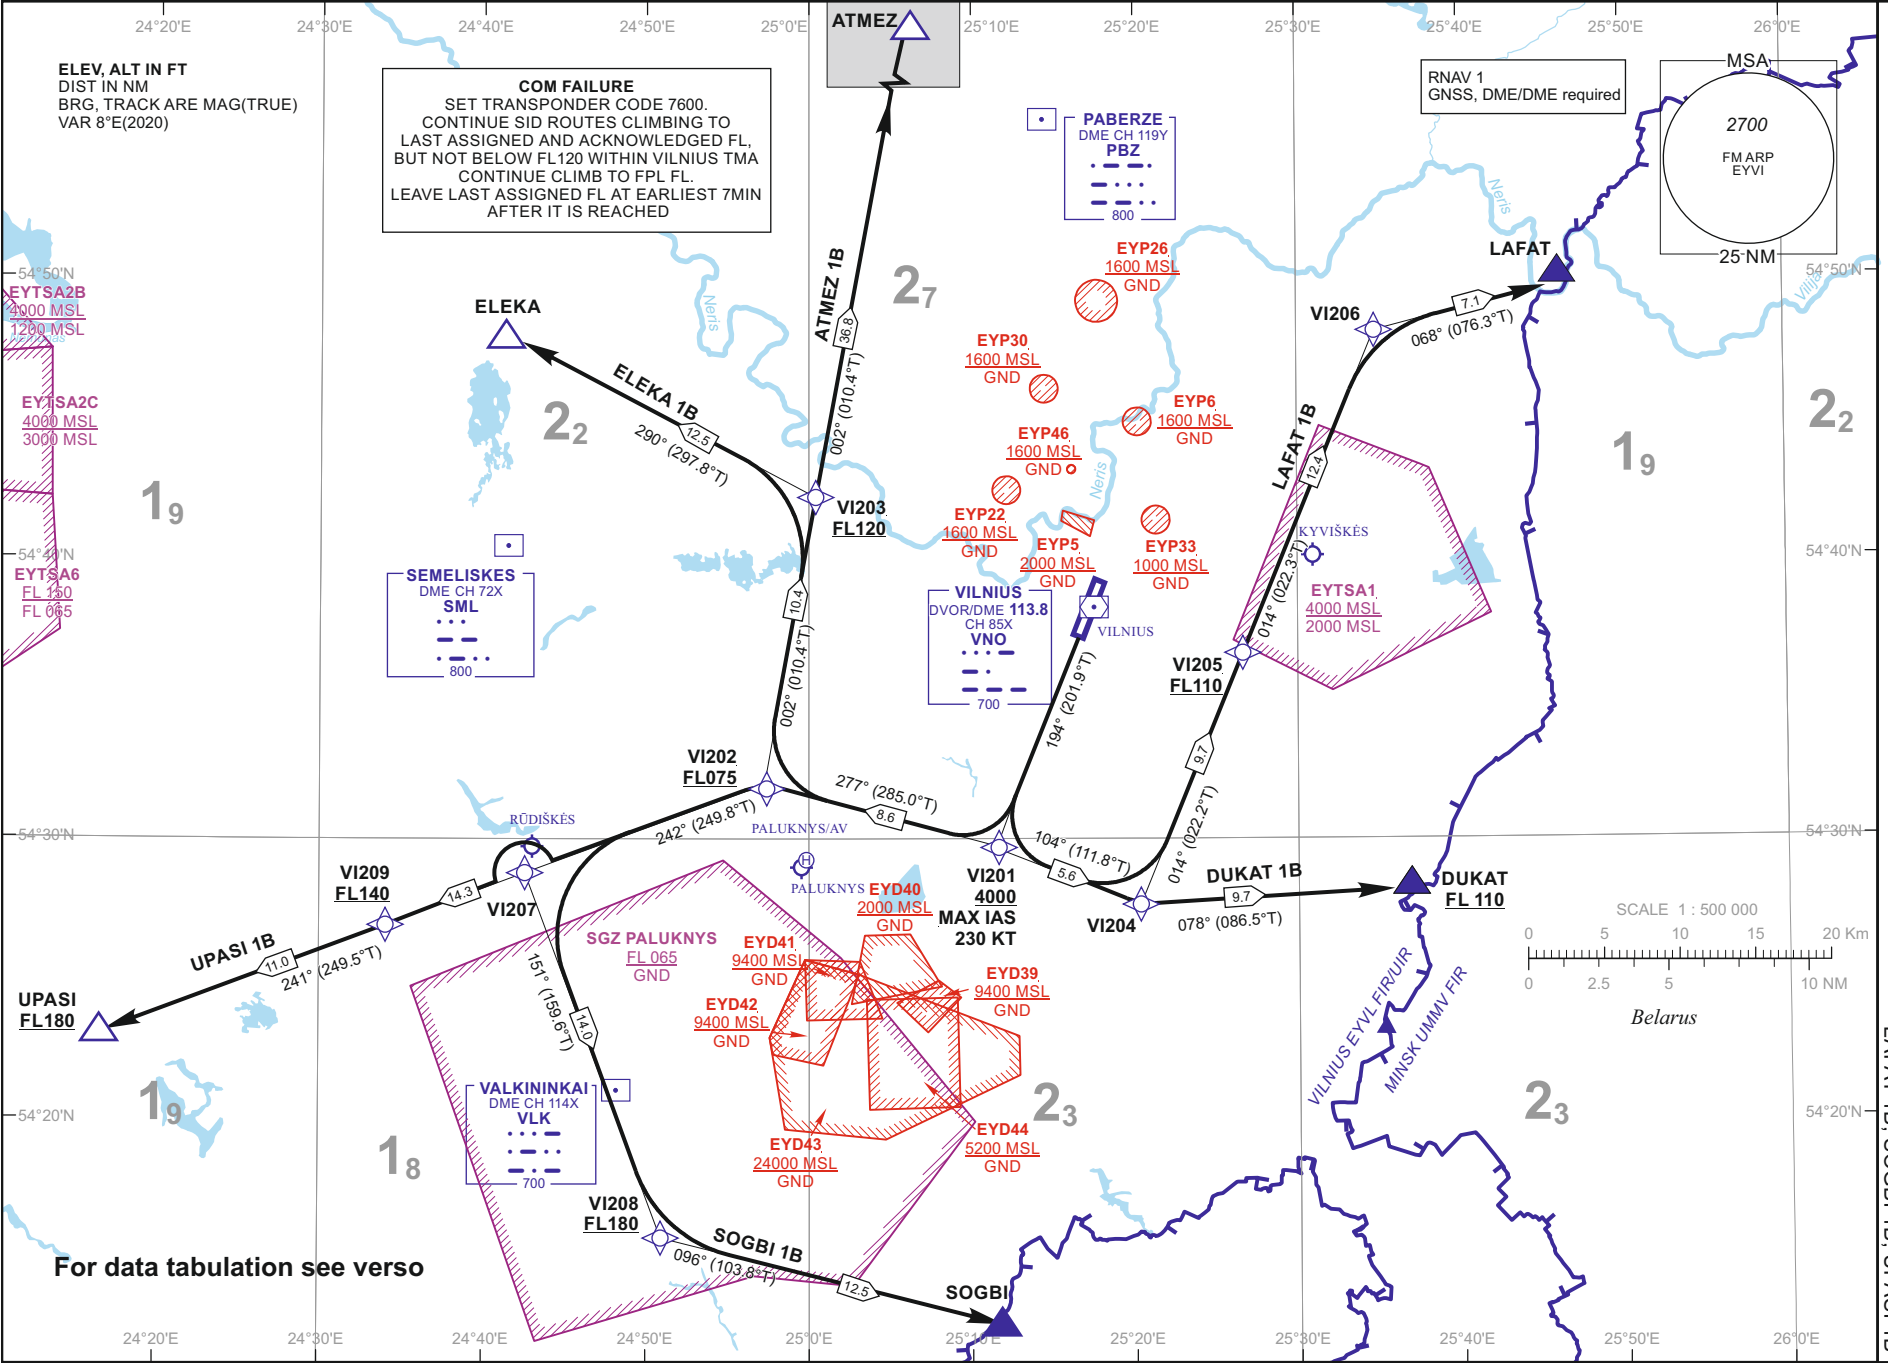 24°20'E
24°30'E
24°40'E
24°50'E
25°0'E
25°10'E
25°20'E
25°30'E
25°40'E
25°50'E
26°0'E
ATMEZ
ELEV, ALT IN FT
DIST IN NM
BRG, TRACK ARE MAG(TRUE)
VAR 8°E(2020)
COM FAILURE
SET TRANSPONDER CODE 7600.
CONTINUE SID ROUTES CLIMBING TO
LAST ASSIGNED AND ACKNOWLEDGED FL,
BUT NOT BELOW FL120 WITHIN VILNIUS TMA
CONTINUE CLIMB TO FPL FL.
LEAVE LAST ASSIGNED FL AT EARLIEST 7MIN
AFTER IT IS REACHED
RNAV 1
GNSS, DME/DME required
MSA
2700
FM ARP
EYVI
25 NM
PABERZE
DME CH 119Y
PBZ
800
Neris
LAFAT
54°50'N
54°50'N
Vilija
EYTSA2B
4000 MSL
1200 MSL
Nemunas
ELEKA
Neris
ATMEZ 1B
36.8
002° (010.4°T)
27
EYP26
1600 MSL
GND
EYP30
1600 MSL
GND
EYP6
1600 MSL
GND
EYP46
1600 MSL
GND
Neris
VI206
7.1
068° (076.3°T)
EYTSA2C
4000 MSL
3000 MSL
ELEKA 1B
12.5
290° (297.8°T)
22
19
LAFAT 1B
12.4
014° (022.3°T)
19
22
VI203
FL120
EYP22
1600 MSL
GND
EYP5
2000 MSL
GND
EYP33
1000 MSL
GND
KYVIŠKĖS
54°40'N
54°40'N
EYTSA6
FL 150
FL 065
SEMELISKES
DME CH 72X
SML
800
10.4
002° (010.4°T)
VILNIUS
DVOR/DME 113.8
CH 85X
VNO
700
VILNIUS
EYTSA1
4000 MSL
2000 MSL
VI205
FL110
194° (201.9°T)
9.7
014° (022.2°T)
VI202
FL075
277° (285.0°T)
8.6
RŪDIŠKĖS
242° (249.8°T)
PALUKNYS/AV
54°30'N
54°30'N
104° (111.8°T)
5.6
VI209
FL140
14.3
VI207
H
PALUKNYS
VI201
4000
MAX IAS
230 KT
VI204
DUKAT 1B
9.7
078° (086.5°T)
DUKAT
FL 110
UPASI 1B
11.0
241° (249.5°T)
UPASI
FL180
SGZ PALUKNYS
FL 065
GND
EYD40
2000 MSL
GND
EYD41
9400 MSL
GND
EYD42
9400 MSL
GND
EYD39
9400 MSL
GND
151° (159.6°T)
14.0
SCALE 1 : 500 000
0 5 10 15 20 Km
0 2.5 5 10 NM
Belarus
VILNIUS EYVL FIR/UIR
MINSK UMMV FIR
19
54°20'N
54°20'N
18
VALKININKAI
DME CH 114X
VLK
700
EYD43
24000 MSL
GND
EYD44
5200 MSL
GND
23
23
VI208
FL180
SOGBI 1B
096° (103.8°T)
12.5
SOGBI
For data tabulation see verso
24°20'E
24°30'E
24°40'E
24°50'E
25°0'E
25°10'E
25°20'E
25°30'E
25°40'E
25°50'E
26°0'E